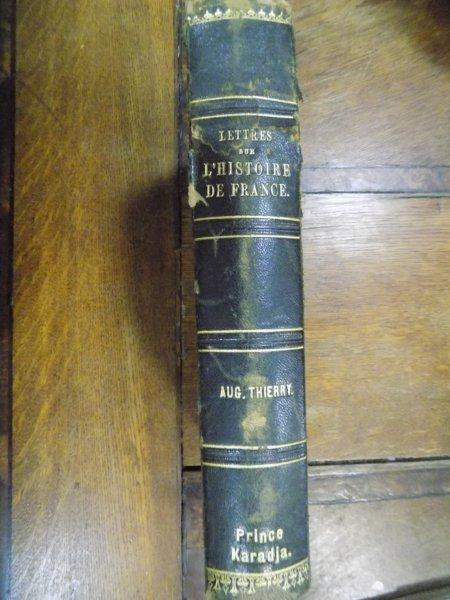 LETTRES
SUR
L'HISTOIRE
DE FRANCE.
AUG. THIERRY.
Prince
Karadja.